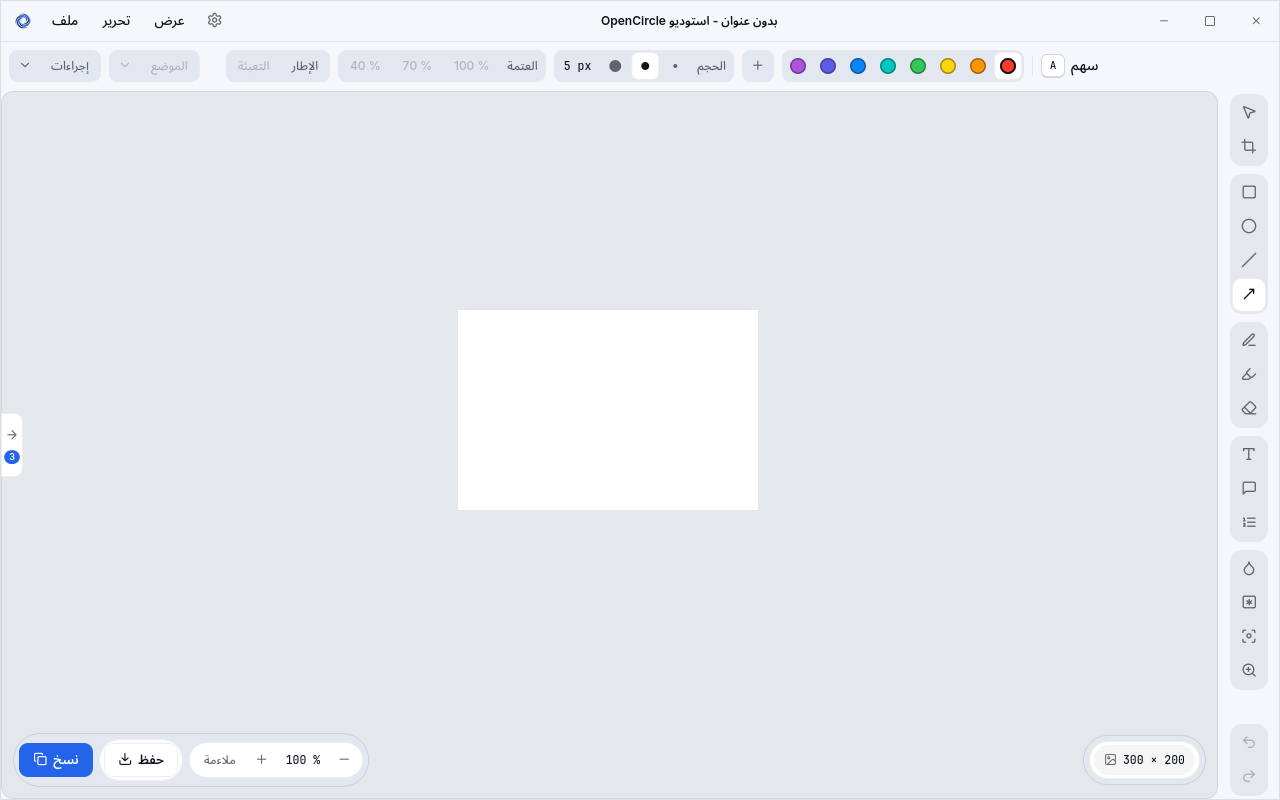 ملف تحرير عرض بدون عنوان - استوديو OpenCircle
سهم A الحجم 5 px العتمة 100 % 70 % 40 % الإطار التعبئة الموضع إجراءات
3
300 × 200 100 % ملاءمة حفظ نسخ